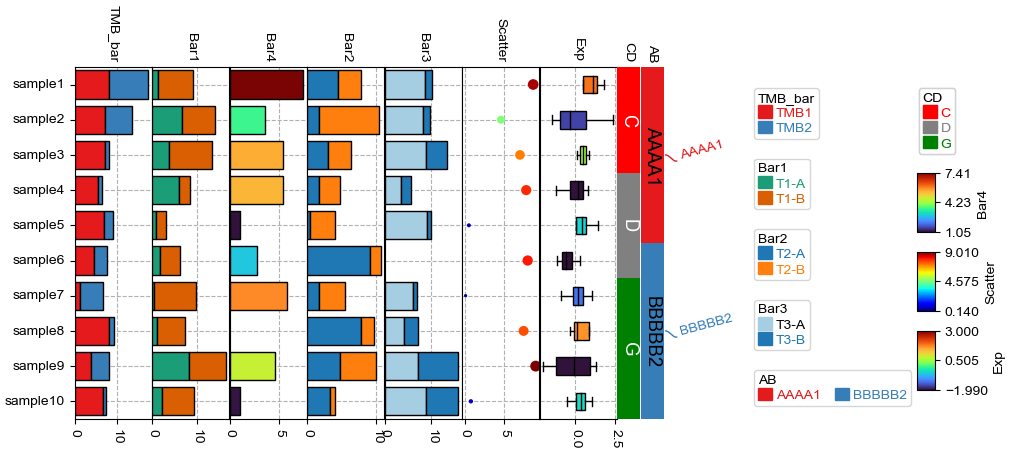 TMB_bar
Bar1
Bar4
Bar2
Bar3
Scatter
Exp
CD
AB
sample1
sample2
sample3
sample4
sample5
sample6
sample7
sample8
sample9
sample10
0 10
0 10
0 5
0 10
0 10
0 5
0.0 2.5
C
D
G
AAAA1
BBBBB2
AAAA1
BBBBB2
TMB_bar
TMB1
TMB2
Bar1
T1-A
T1-B
Bar2
T2-A
T2-B
Bar3
T3-A
T3-B
AB
AAAA1 BBBBB2
CD
C
D
G
7.41
4.23
1.05
Bar4
9.010
4.575
0.140
Scatter
3.000
0.505
−1.990
Exp